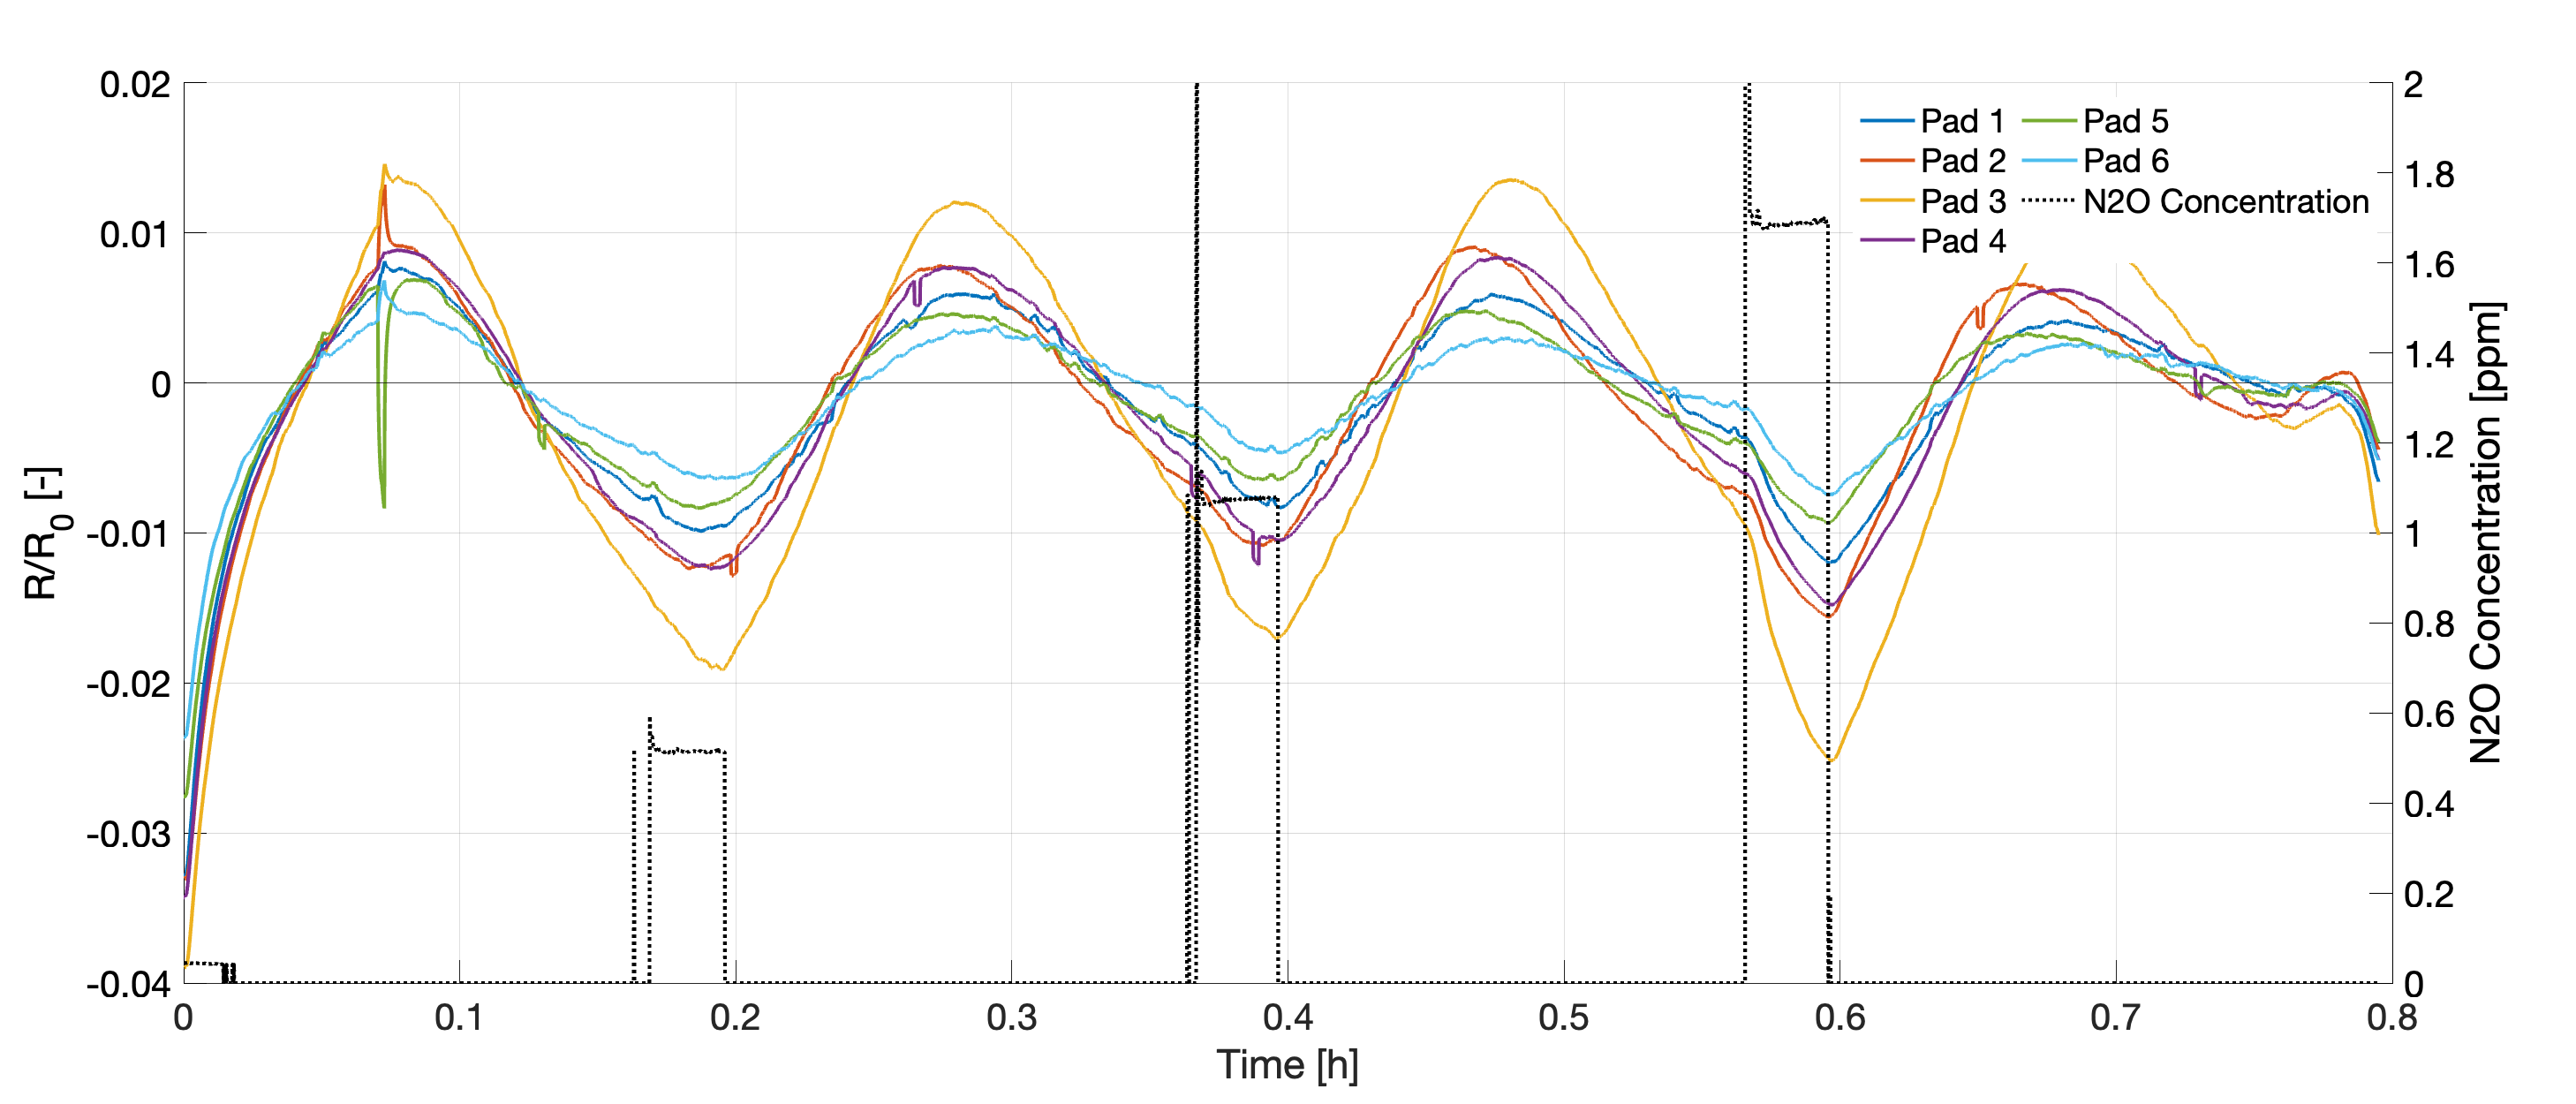 0.02
0.01
0
-0.01
-0.02
-0.03
-0.04
R/R0 [-]
0
0.1
0.2
0.3
0.4
0.5
0.6
0.7
0.8
Time [h]
2
1.8
1.6
1.4
1.2
1
0.8
0.6
0.4
0.2
0
N2O Concentration [ppm]
Pad 1
Pad 2
Pad 3
Pad 4
Pad 5
Pad 6
N2O Concentration